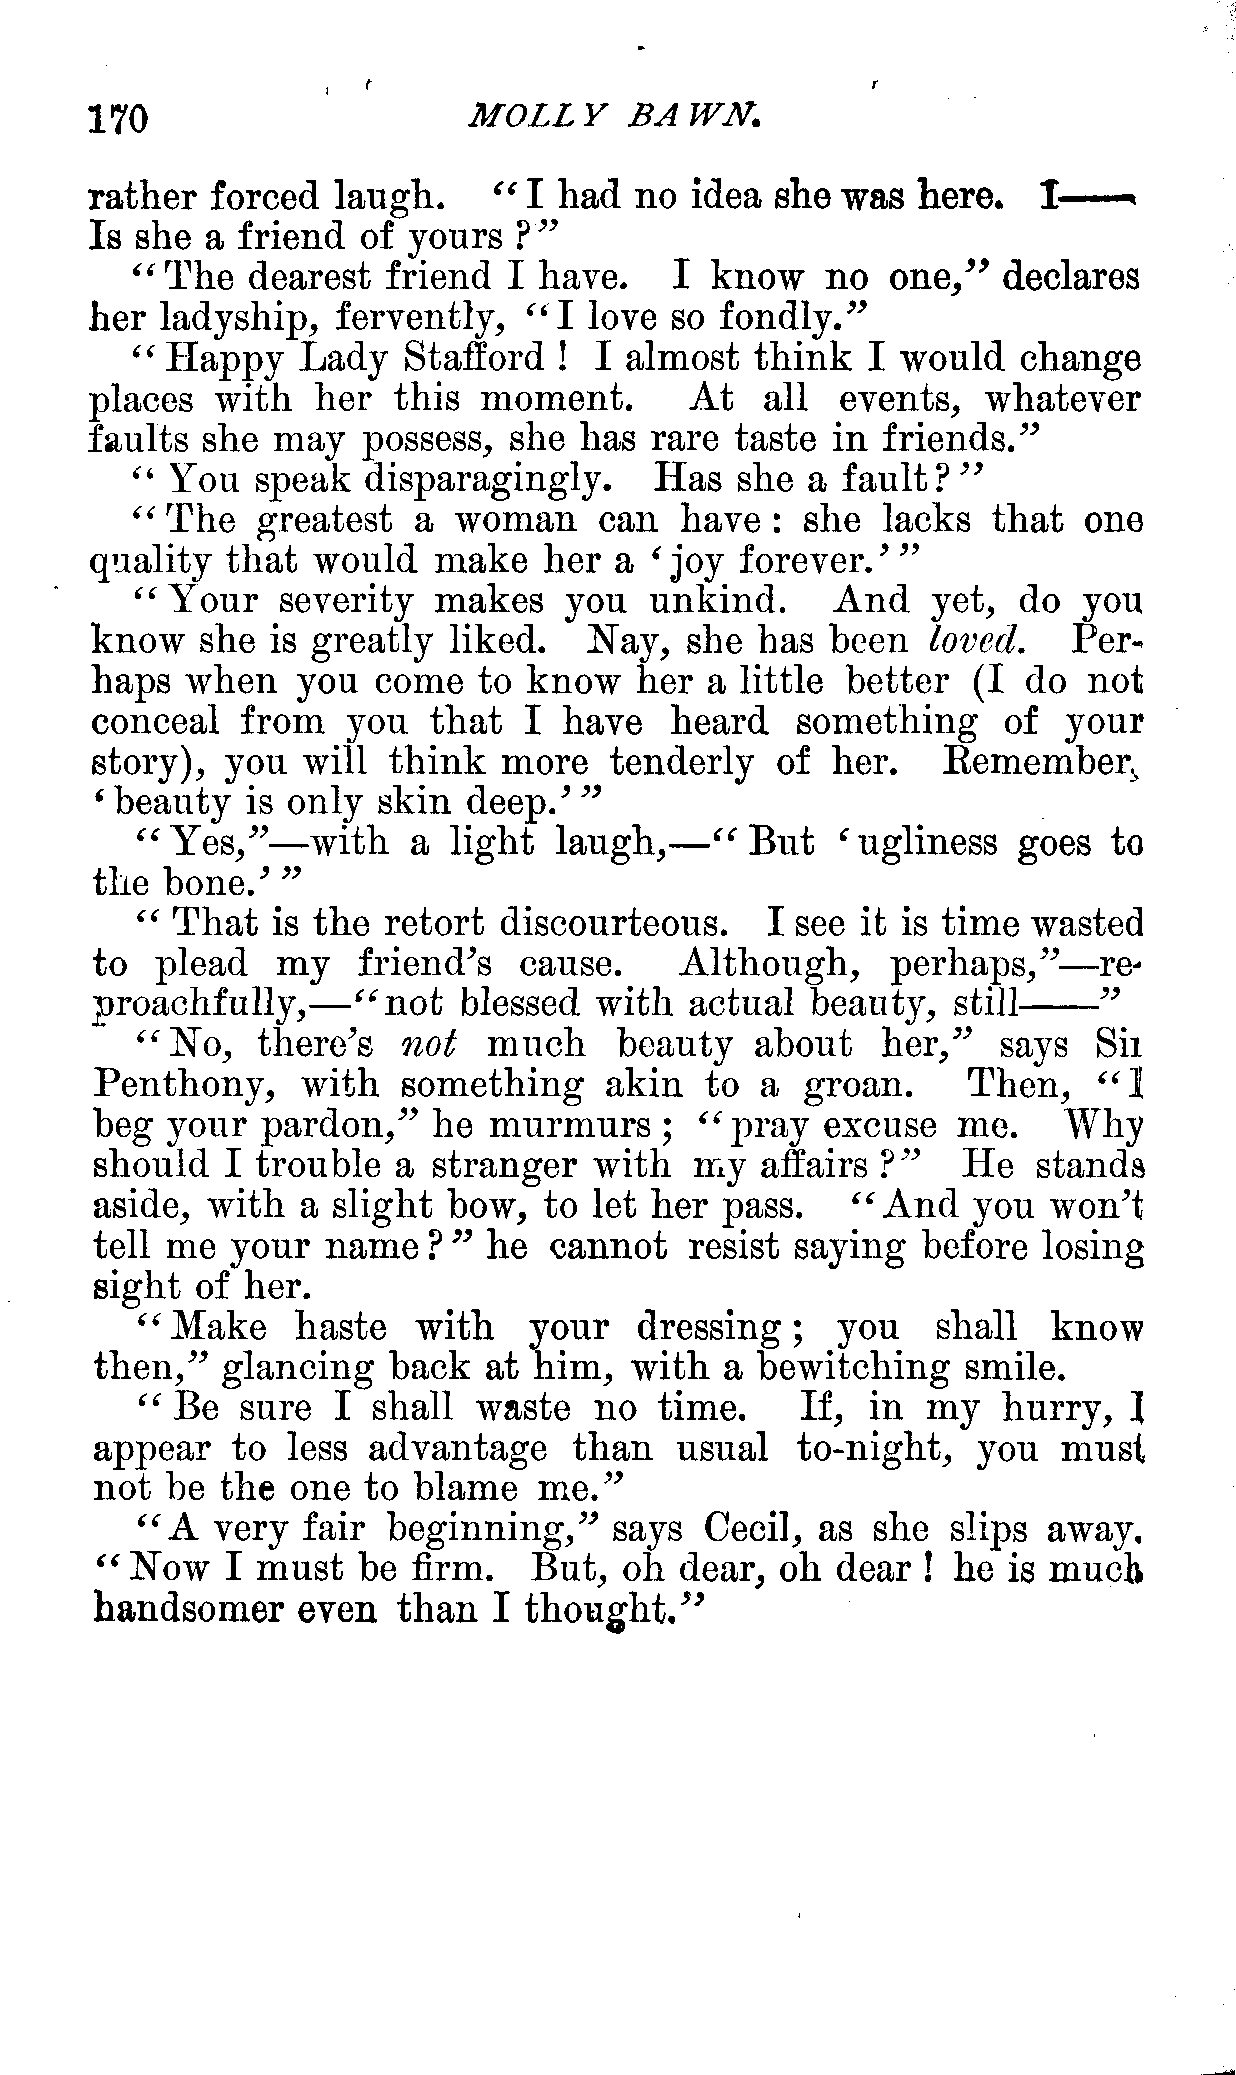 170 MOLLY BAWN.
rather forced laugh. "I had no idea she was here. I——
Is she a friend of yours?"
"The dearest friend I have. I know no one," declares
her ladyship, fervently, "I love so fondly."
"Happy Lady Stafford! I almost think I would change
places with her this moment. At all events, whatever
faults she may possess, she has rare taste in friends."
"You speak disparagingly. Has she a fault?"
"The greatest a woman can have: she lacks that one
quality that would make her a 'joy forever.'"
"Your severity makes you unkind. And yet, do you
know she is greatly liked. Nay, she has been loved. Per-
haps when you come to know her a little better (I do not
conceal from you that I have heard something of your
story), you will think more tenderly of her. Remember,
'beauty is only skin deep.'"
"Yes,"—with a light laugh,—"But 'ugliness goes to
the bone.'"
"That is the retort discourteous. I see it is time wasted
to plead my friend's cause. Although, perhaps,"—re-
proachfully,—"not blessed with actual beauty, still——"
"No, there's not much beauty about her," says Sir
Penthony, with something akin to a groan. Then, "I
beg your pardon," he murmurs; "pray excuse me. Why
should I trouble a stranger with my affairs?" He stands
aside, with a slight bow, to let her pass. "And you won't
tell me your name?" he cannot resist saying before losing
sight of her.
"Make haste with your dressing; you shall know
then," glancing back at him, with a bewitching smile.
"Be sure I shall waste no time. If, in my hurry, I
appear to less advantage than usual to-night, you must
not be the one to blame me."
"A very fair beginning," says Cecil, as she slips away.
"Now I must be firm. But, oh dear, oh dear! he is much
handsomer even than I thought."